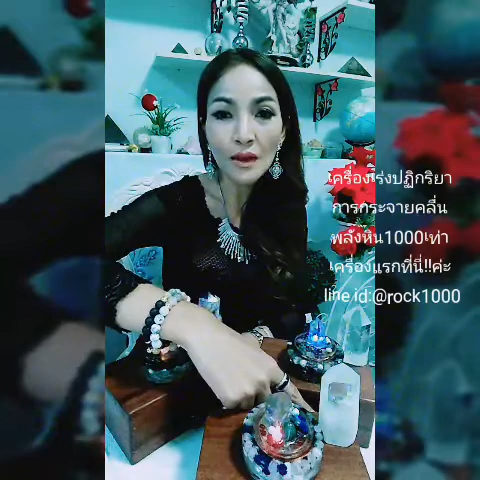 เครื่องเร่งปฏิกริยา
การกระจายคลื่น
พลังหิน1000เท่า
เครื่องแรกที่นี่!!ค่ะ
line id:@rock1000